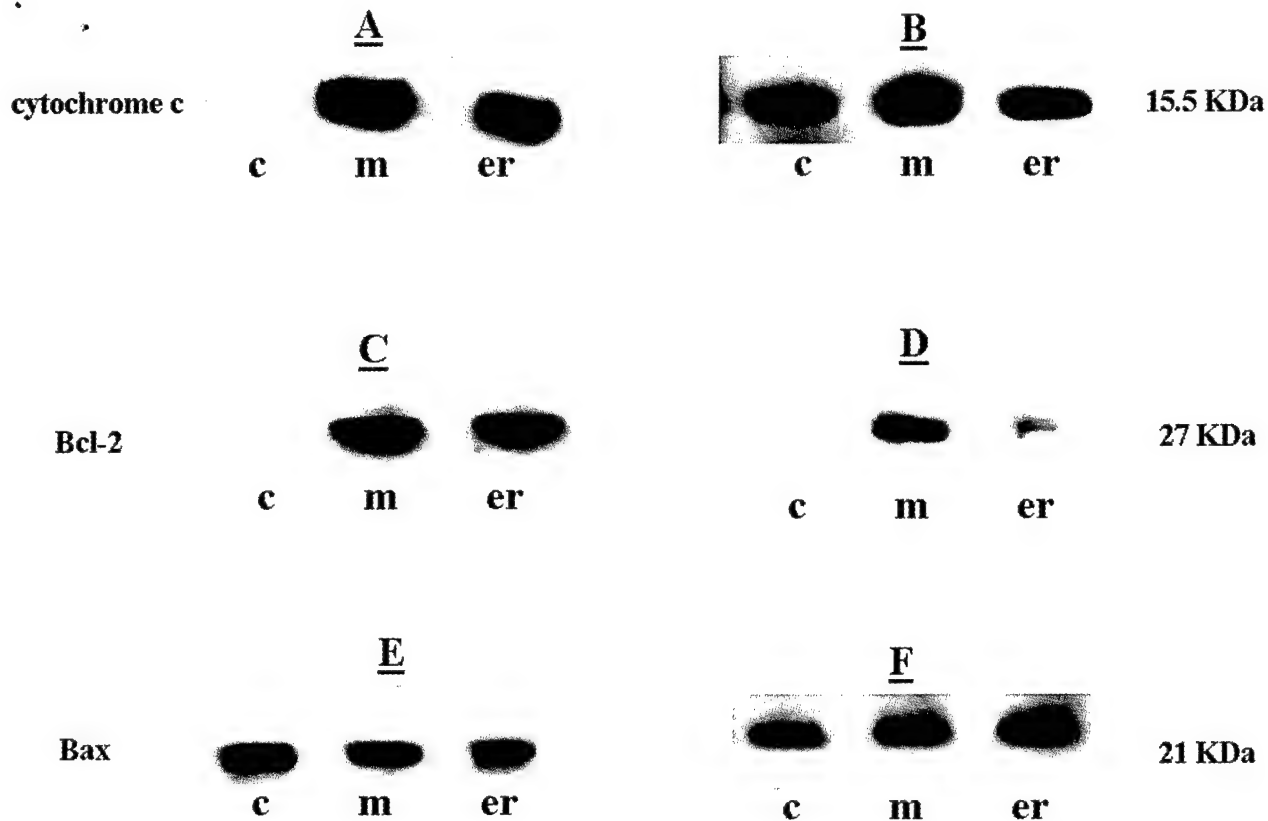 A B
cytochrome c 15.5 KDa
c m er c m er
C D
Bcl-2 27 KDa
c m er c m er
E F
Bax 21 KDa
c m er c m er